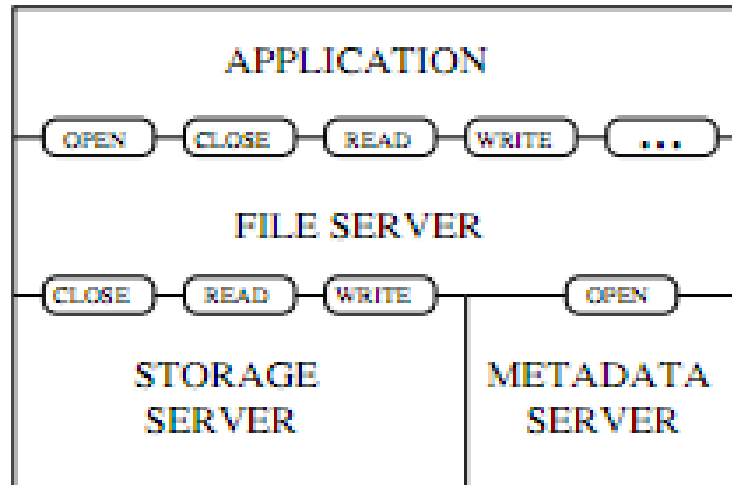 APPLICATION
OPEN CLOSE READ WRITE ...
FILE SERVER
CLOSE READ WRITE OPEN
STORAGE METADATA
SERVER SERVER